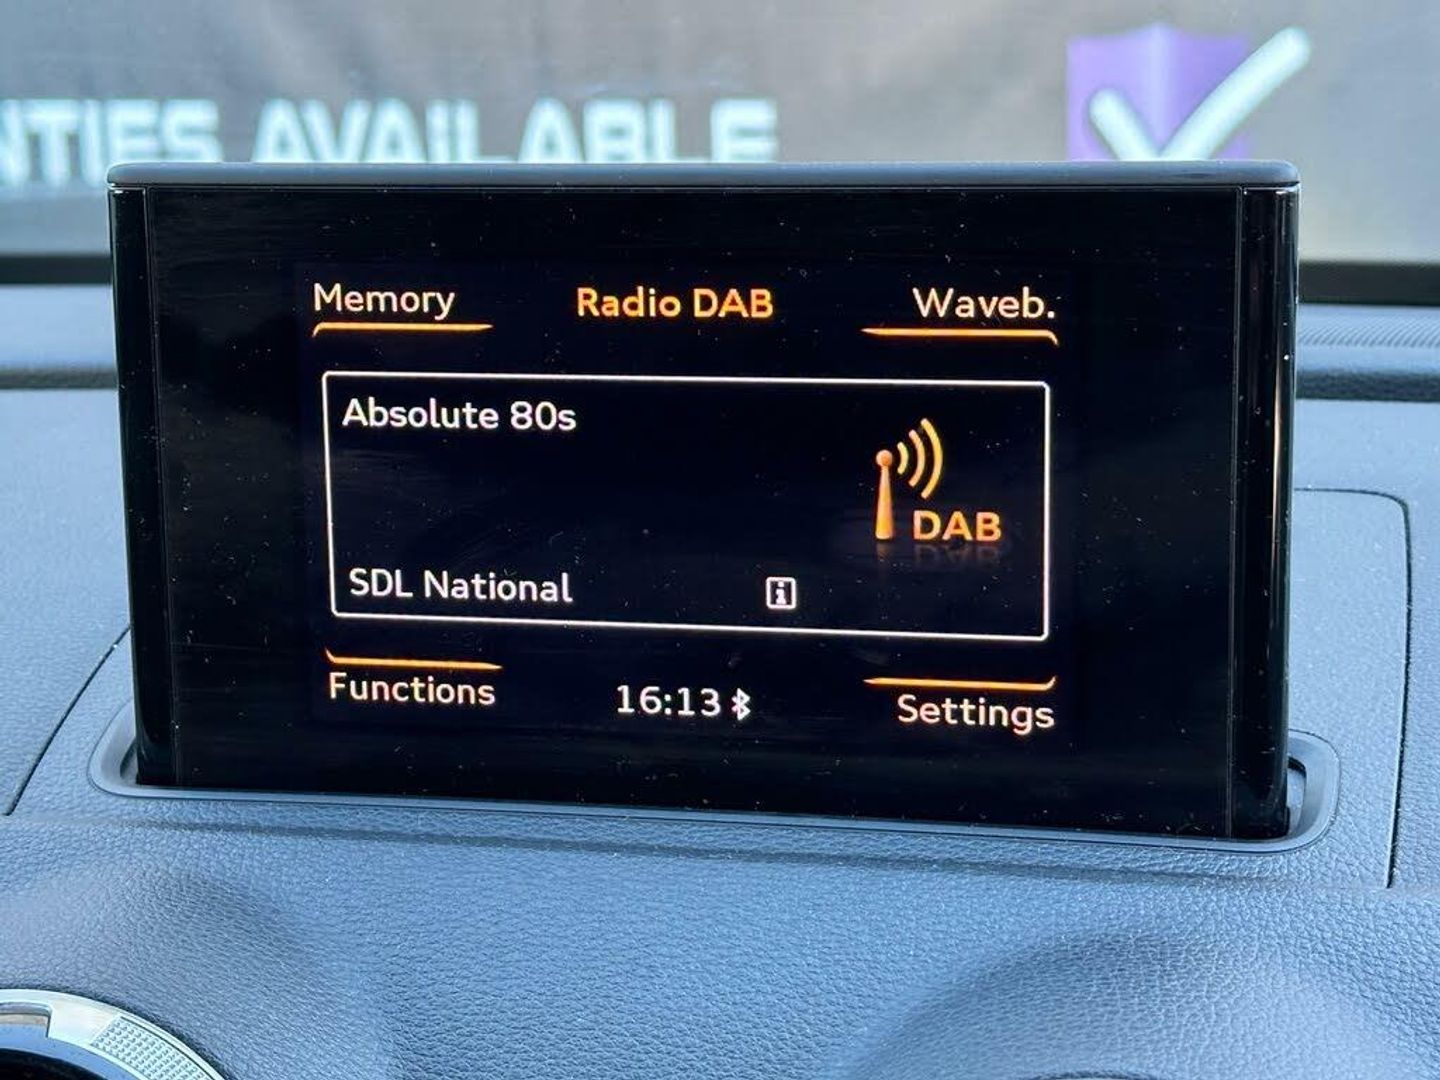 NTIES AVAILABLE
Memory Radio DAB Waveb.
Absolute 80s
DAB
SDL National i
Functions 16:13 Settings